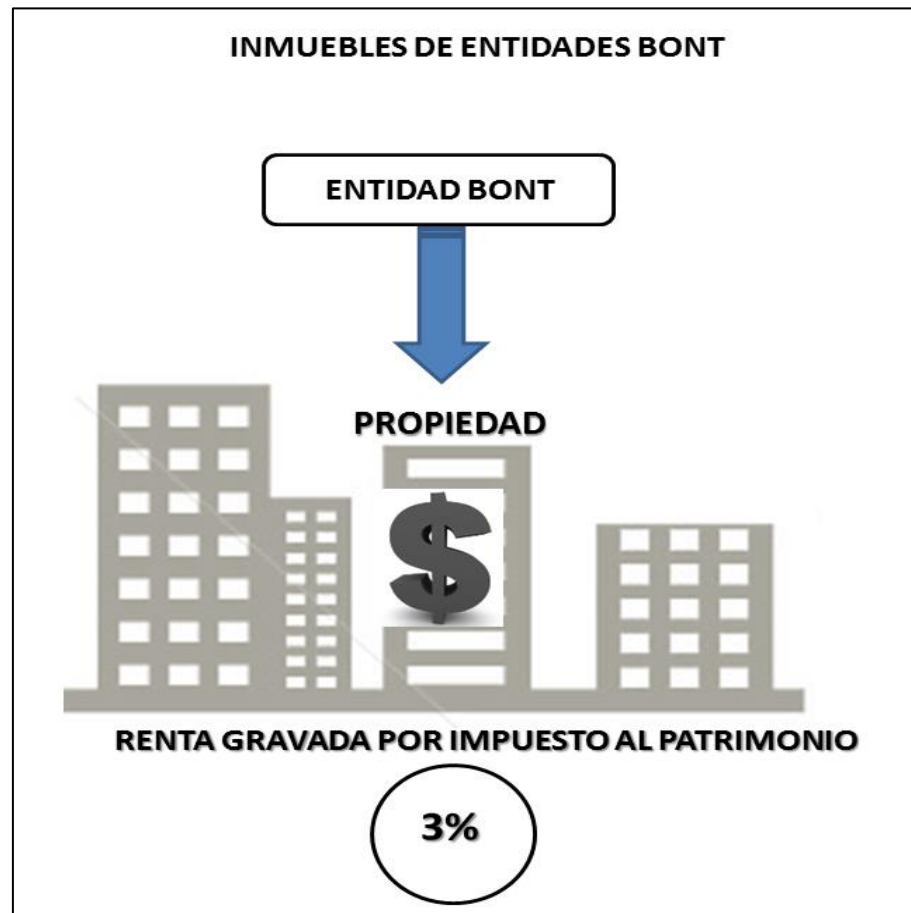 INMUEBLES DE ENTIDADES BONT
ENTIDAD BONT
PROPIEDAD
$
RENTA GRAVADA POR IMPUESTO AL PATRIMONIO
3%